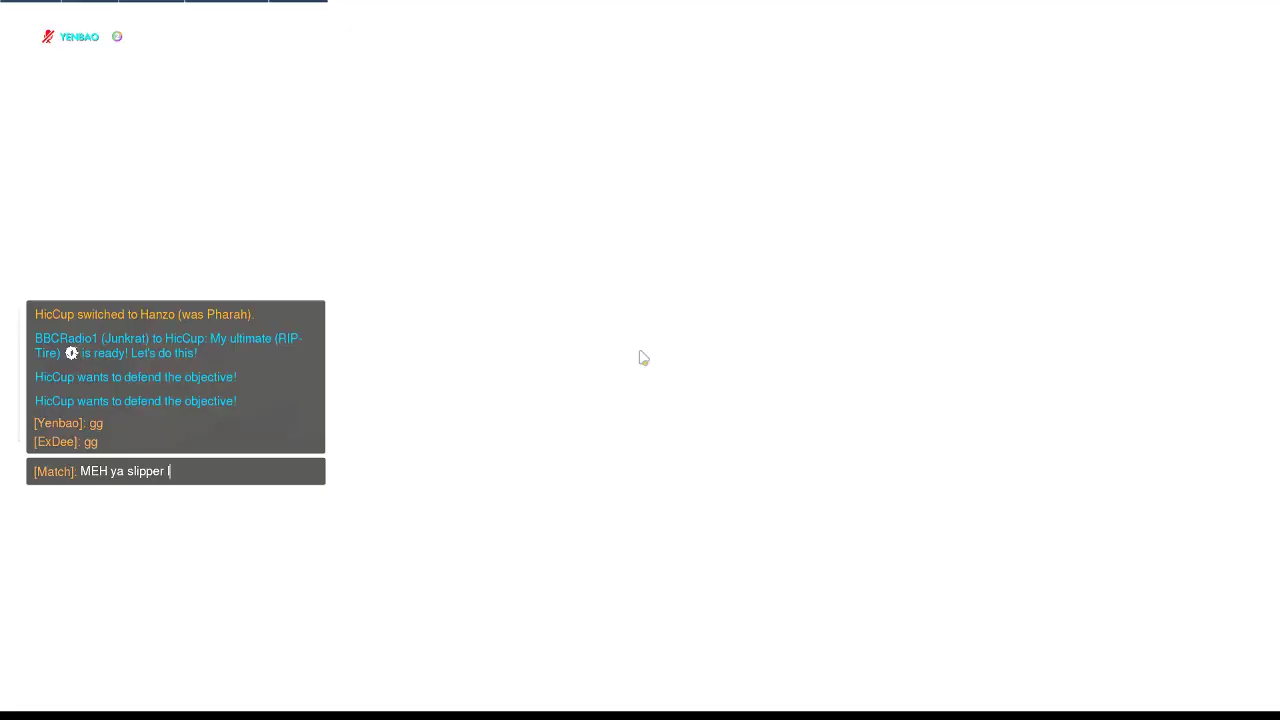 YENBAO
HicCup switched to Hanzo (was Pharah).
BBCRadio1 (Junkrat) to HicCup: My ultimate (RIP-
Tire) is ready! Let's do this!
HicCup wants to defend the objective!
HicCup wants to defend the objective!
[Yenbao]: gg
[ExDee]: gg
[Match]: MEH ya slipper l